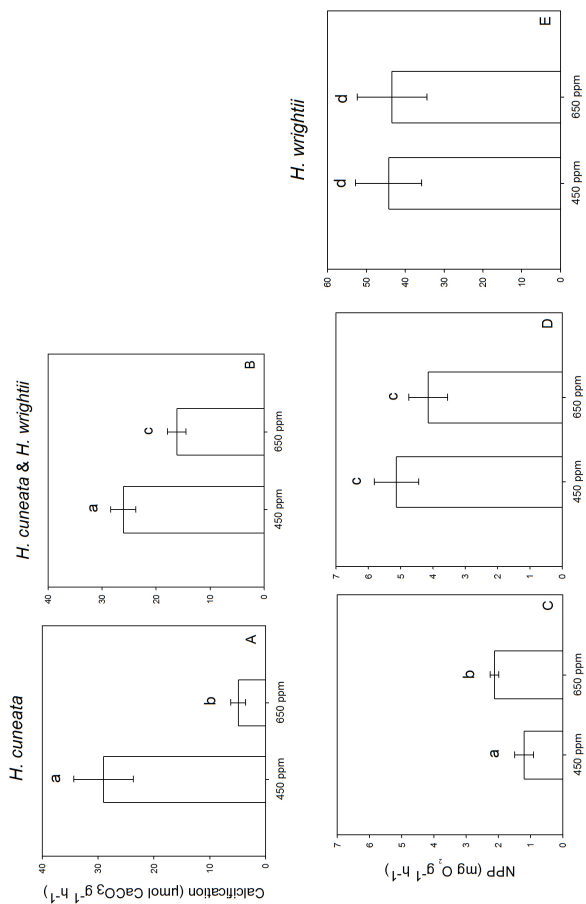 H. cuneata
H. cuneata & H. wrightii
H. wrightii
Calcification (µmol CaCO3 g-1 h-1)
40
30
20
10
0
a
b
450 ppm
650 ppm
A
40
30
20
10
0
a
c
450 ppm
650 ppm
B
NPP (mg O2 g-1 h-1)
7
6
5
4
3
2
1
0
a
b
450 ppm
650 ppm
C
7
6
5
4
3
2
1
0
c
c
450 ppm
650 ppm
D
60
50
40
30
20
10
0
d
d
450 ppm
650 ppm
E